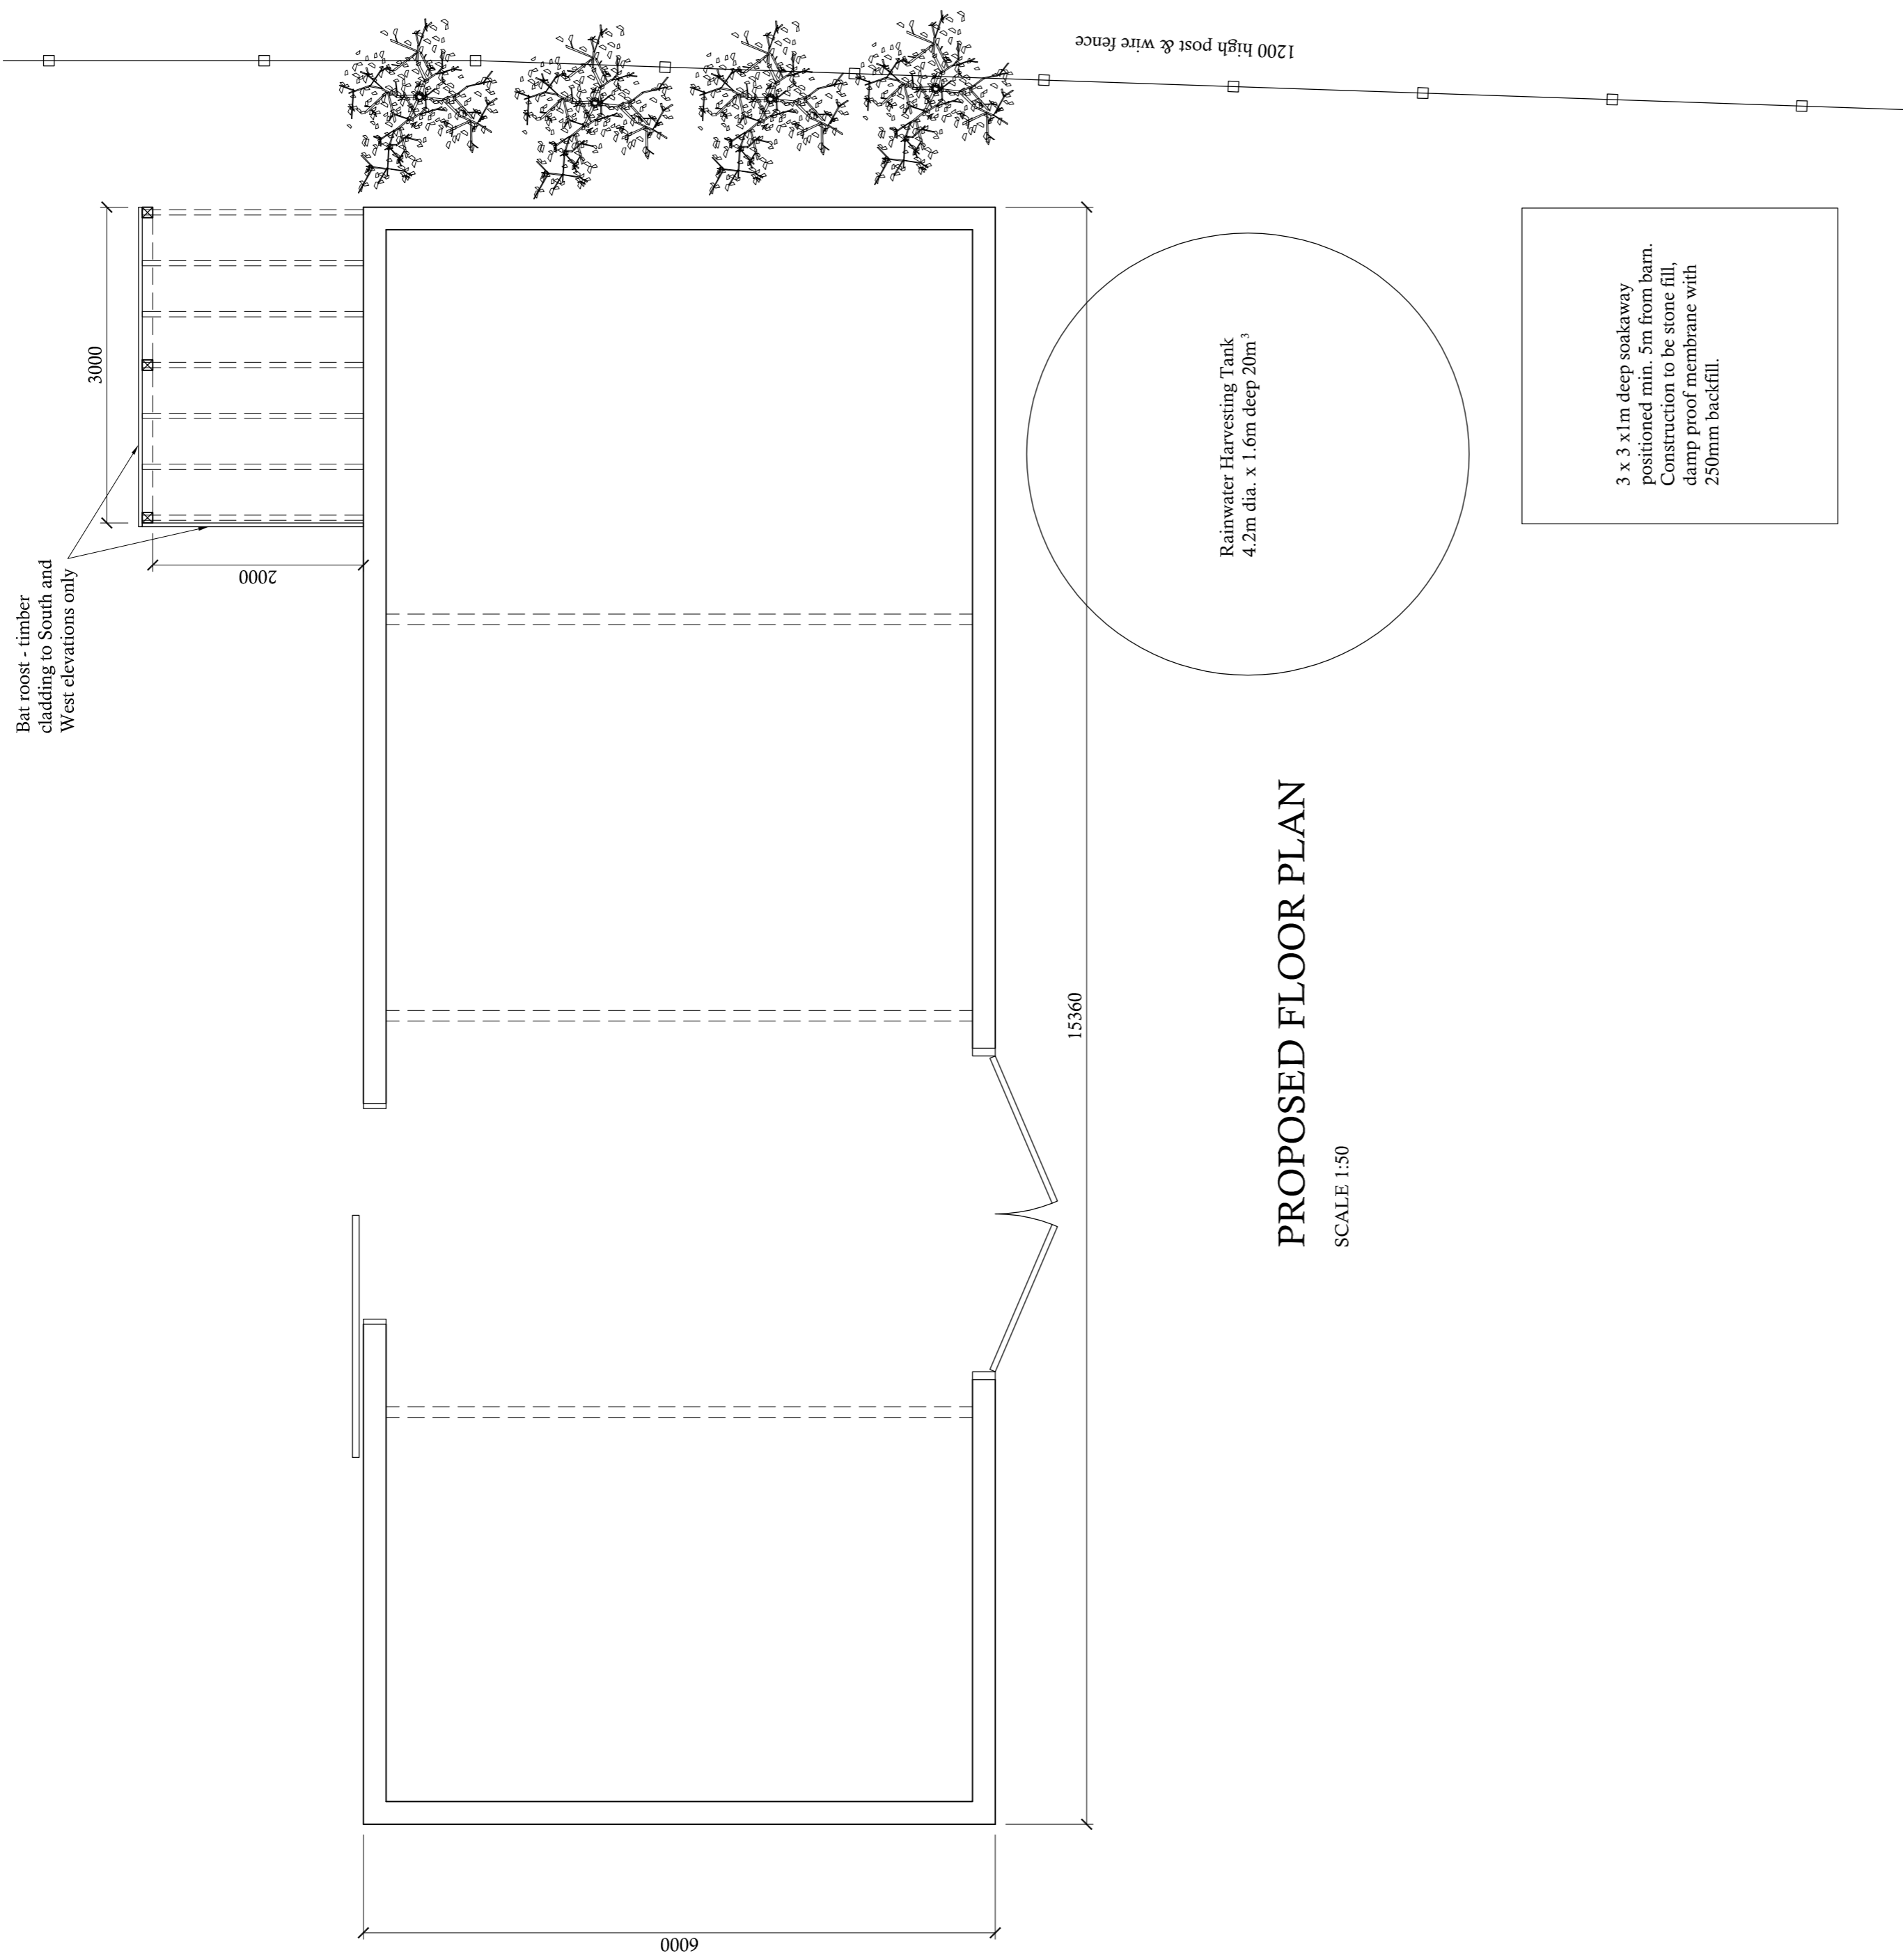 Bat roost - timber
cladding to South and
West elevations only
3000
2000
1200 high post & wire fence
Rainwater Harvesting Tank
4.2m dia. x 1.6m deep 20m³
3 x 3 x1m deep soakaway
positioned min. 5m from barn.
Construction to be stone fill,
damp proof membrane with
250mm backfill.
15360
6000
PROPOSED FLOOR PLAN
SCALE 1:50